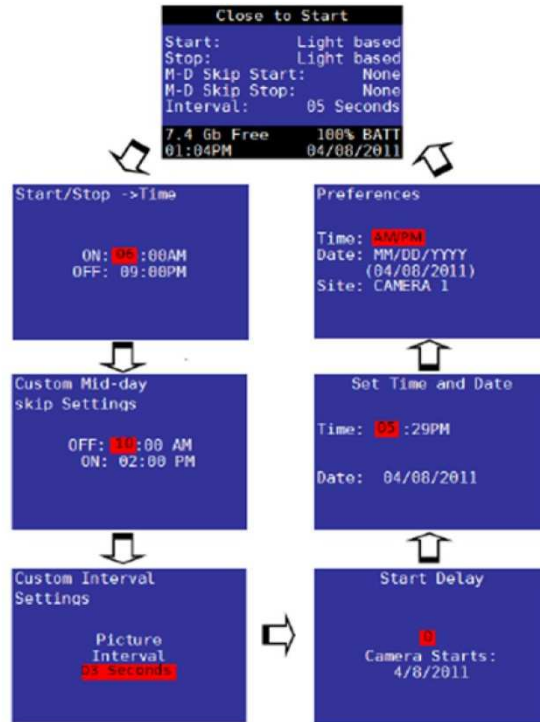 Close to Start
Start: Light based
Stop: Light based
M-D Skip Start: None
M-D Skip Stop: None
Interval: 05 Seconds
7.4 Gb Free 100% BATT
01:04PM 04/08/2011
Start/Stop ->Time
ON: 06:00AM
OFF: 09:00PM
Custom Mid-day
skip Settings
OFF: 10:00 AM
ON: 02:00 PM
Custom Interval
Settings
Picture
Interval
03 Seconds
Start Delay
0
Camera Starts:
4/8/2011
Set Time and Date
Time: 05:29PM
Date: 04/08/2011
Preferences
Time: AM/PM
Date: MM/DD/YYYY
(04/08/2011)
Site: CAMERA 1